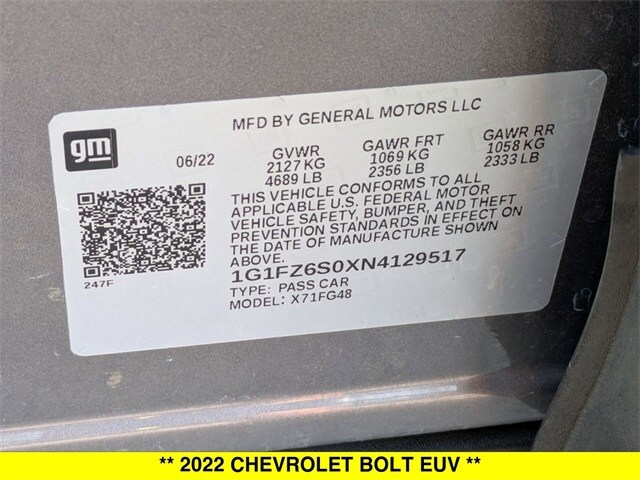 MFD BY GENERAL MOTORS LLC
gm
06/22 GVWR GAWR FRT GAWR RR
2127 KG 1069 KG 1058 KG
4689 LB 2356 LB 2333 LB
THIS VEHICLE CONFORMS TO ALL
APPLICABLE U.S. FEDERAL MOTOR
VEHICLE SAFETY, BUMPER, AND THEFT
PREVENTION STANDARDS IN EFFECT ON
THE DATE OF MANUFACTURE SHOWN
ABOVE.
1G1FZ6S0XN4129517
247F
TYPE: PASS CAR
MODEL: X71FG48
** 2022 CHEVROLET BOLT EUV **